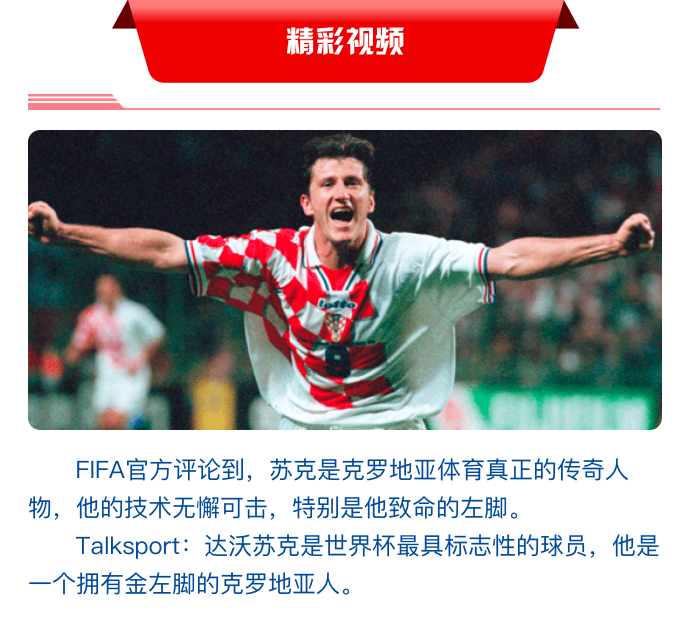 精彩视频
lotto
9
FIFA官方评论到，苏克是克罗地亚体育真正的传奇人
物，他的技术无懈可击，特别是他致命的左脚。
Talksport：达沃苏克是世界杯最具标志性的球员，他是
一个拥有金左脚的克罗地亚人。